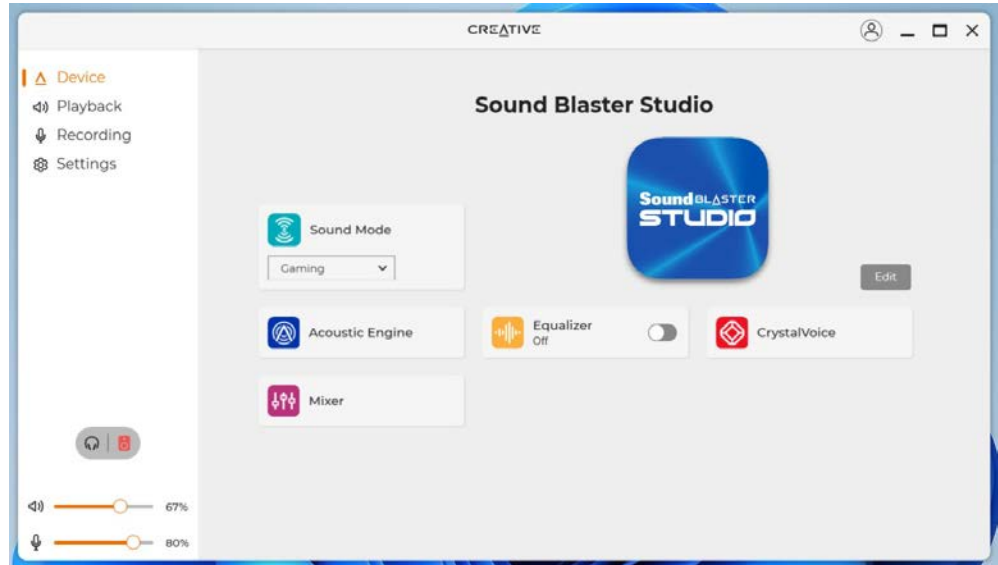 CREATIVE
Device
Playback
Recording
Settings
Sound Blaster Studio
Sound BLASTER
STUDIO
Sound Mode
Gaming
Edit
Acoustic Engine
Equalizer
Off
CrystalVoice
Mixer
67%
80%